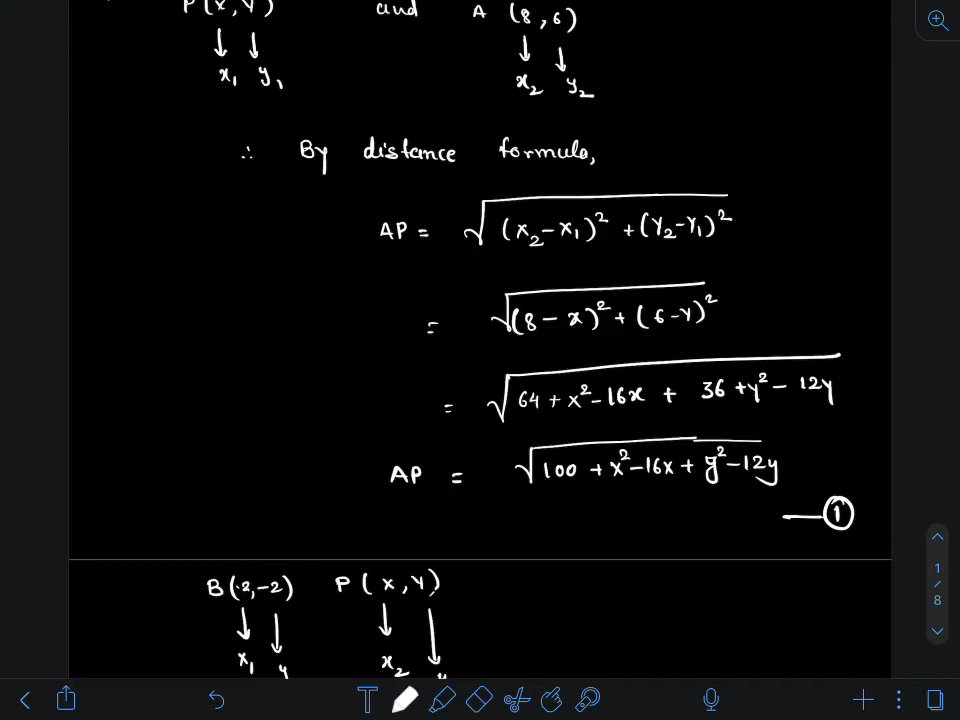 P(x, y) and A (8, 6)
↓ ↓ ↓ ↓
x₁ y₁ x₂ y₂
∴ By distance formula,
AP = √((x₂-x₁)² + (y₂-y₁)²)
= √((8-x)² + (6-y)²)
= √(64 + x² - 16x + 36 + y² - 12y)
AP = √(100 + x² - 16x + y² - 12y)
— ①
B(2, -2) P(x, y)
↓ ↓ ↓ ↓
x₁ x₂
1
/
8
T